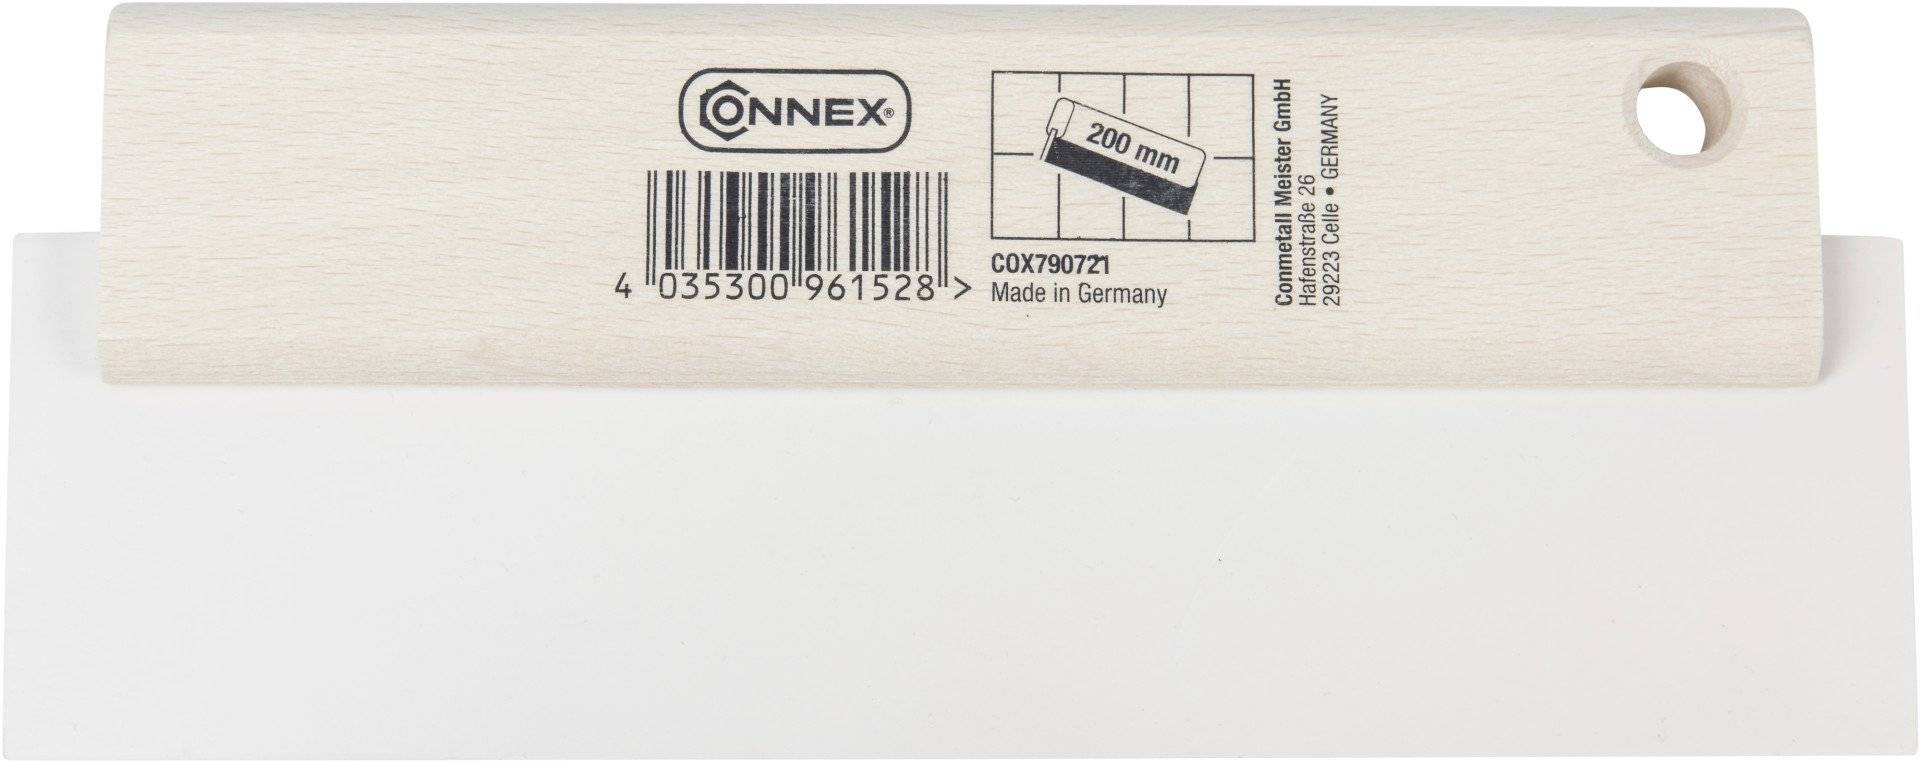 CONNEX®
4 035300 961528 >
200 mm
COX790721
Made in Germany
Conmetall Meister GmbH
Hafenstraße 26
29223 Celle • GERMANY